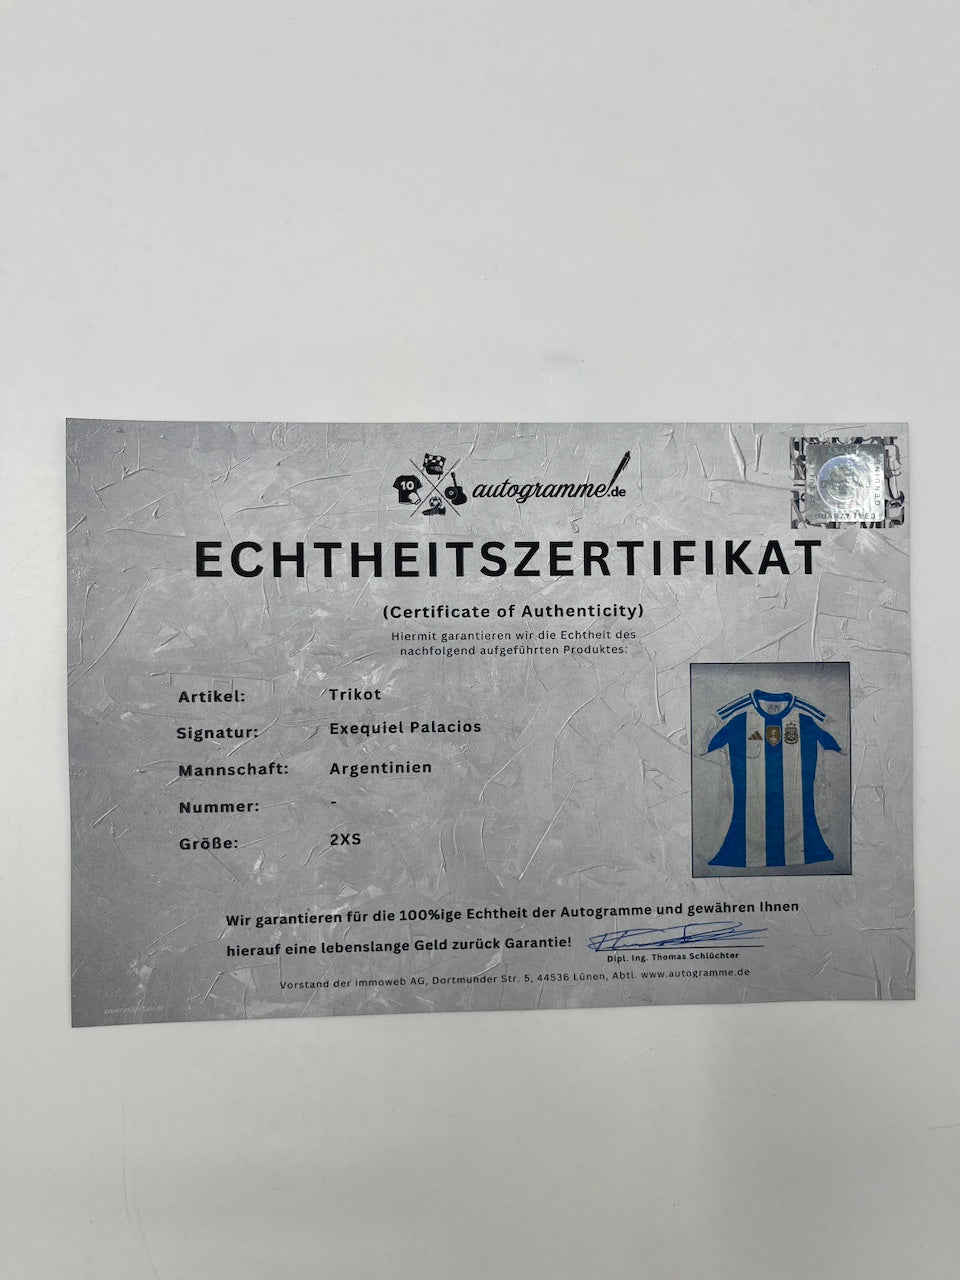 10
autogramme!.de
GENUINE
GUARANTEED
ECHTHEITSZERTIFIKAT
(Certificate of Authenticity)
Hiermit garantieren wir die Echtheit des
nachfolgend aufgeführten Produktes:
Artikel: Trikot
Signatur: Exequiel Palacios
Mannschaft: Argentinien
Nummer: -
Größe: 2XS
Wir garantieren für die 100%ige Echtheit der Autogramme und gewähren Ihnen
hierauf eine lebenslange Geld zurück Garantie!
Dipl. Ing. Thomas Schlüchter
Vorstand der immoweb AG, Dortmunder Str. 5, 44536 Lünen, Abtl. www.autogramme.de